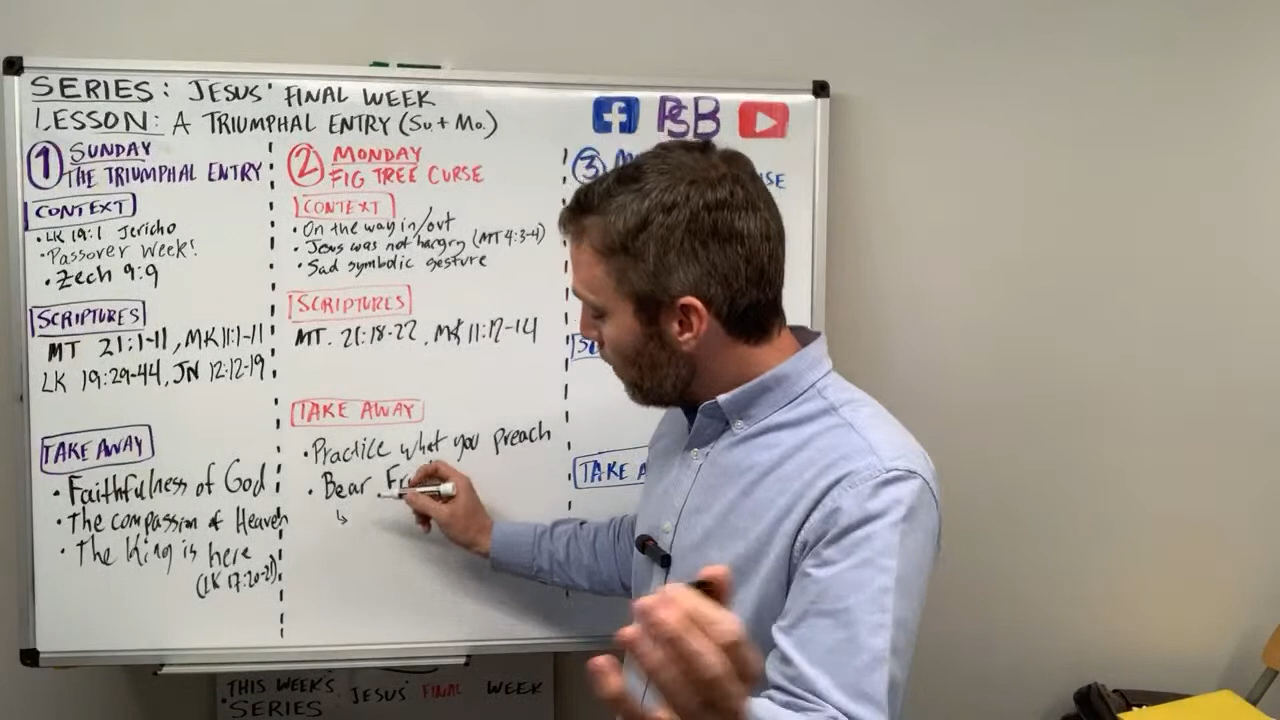 SERIES: JESUS' FINAL WEEK
LESSON: A TRIUMPHAL ENTRY (SU. + MO.)
PSB
1 SUNDAY
THE TRIUMPHAL ENTRY
CONTEXT
• LK 19:1 Jericho
• Passover Week!
• Zech 9:9
SCRIPTURES
MT 21:1-11, MK 11:1-11
LK 19:29-44, JN 12:12-19
TAKE AWAY
• Faithfulness of God
• The compassion of Heaven
• The King is here
(LK 17:20-21)
2 MONDAY
FIG TREE CURSE
CONTEXT
• On the way in/out
• Jesus was not hangry (MT 4:3-4)
• Sad symbolic gesture
SCRIPTURES
MT. 21:18-22, MK 11:12-14
TAKE AWAY
• Practice what you preach
• Bear
3
TAKE A
THIS WEEK'S
SERIES
JESUS' FINAL WEEK